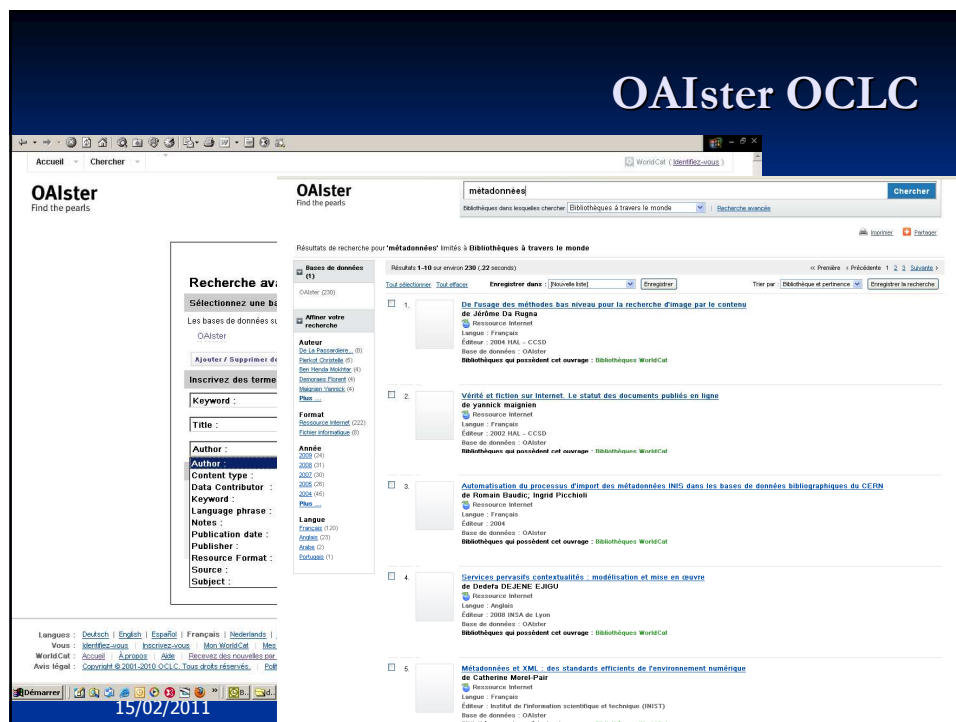 OAIster OCLC
Accueil
Chercher
WorldCat ( Identifiez-vous )
OAIster
Find the pearls
Recherche ava
Sélectionnez une ba
Les bases de données su
OAIster
Ajouter / Supprimer de
Inscrivez des terme
Keyword :
Title :
Author :
Author :
Content type :
Data Contributor :
Keyword :
Language phrase :
Notes :
Publication date :
Publisher :
Resource Format :
Source :
Subject :
Langues : Deutsch | English | Español | Français | Nederlands |
Vous : Identifiez-vous | Inscrivez-vous | Mon WorldCat | Mes
WorldCat : Accueil | À propos | Aide | Recevez des nouvelles par
Avis légal : Copyright © 2001-2010 OCLC. Tous droits réservés. | Poli
Démarrer
»
B..
d..
15/02/2011
OAIster
Find the pearls
métadonnées
Chercher
Bibliothèques dans lesquelles chercher Bibliothèques à travers le monde | Recherche avancée
Imprimer Partager
Résultats de recherche pour 'métadonnées' limités à Bibliothèques à travers le monde
Bases de données (1)
OAIster (230)
Affiner votre recherche
Auteur
De La Passardiere... (8)
Pierkot Christelle (5)
Ben Henda Mokhtar (4)
Demoraes Florent (4)
Maignien Yannick (4)
Plus ...
Format
Ressource Internet (222)
Fichier informatique (8)
Année
2009 (24)
2008 (31)
2007 (30)
2005 (26)
2004 (45)
Plus ...
Langue
Français (120)
Anglais (23)
Arabe (2)
Portugais (1)
Résultats 1-10 sur environ 230 (,22 seconds)
<< Première < Précédente 1 2 3 Suivante >
Tout sélectionner Tout effacer Enregistrer dans : [Nouvelle liste] Enregistrer
Trier par : Bibliothèque et pertinence Enregistrer la recherche
1.
De l'usage des méthodes bas niveau pour la recherche d'image par le contenu
de Jérôme Da Rugna
Ressource Internet
Langue : Français
Éditeur : 2004 HAL - CCSD
Base de données : OAIster
Bibliothèques qui possèdent cet ouvrage : Bibliothèques WorldCat
2.
Vérité et fiction sur Internet. Le statut des documents publiés en ligne
de yannick maignien
Ressource Internet
Langue : Français
Éditeur : 2002 HAL - CCSD
Base de données : OAIster
Bibliothèques qui possèdent cet ouvrage : Bibliothèques WorldCat
3.
Automatisation du processus d'import des métadonnées INIS dans les bases de données bibliographiques du CERN
de Romain Baudic; Ingrid Picchioli
Ressource Internet
Langue : Français
Éditeur : 2004
Base de données : OAIster
Bibliothèques qui possèdent cet ouvrage : Bibliothèques WorldCat
4.
Services pervasifs contextualités : modélisation et mise en œuvre
de Dedefa DEJENE EJIGU
Ressource Internet
Langue : Anglais
Éditeur : 2008 INSA de Lyon
Base de données : OAIster
Bibliothèques qui possèdent cet ouvrage : Bibliothèques WorldCat
5.
Métadonnées et XML : des standards efficients de l'environnement numérique
de Catherine Morel-Pair
Ressource Internet
Langue : Français
Éditeur : Institut de l'information scientifique et technique (INIST)
Base de données : OAIster